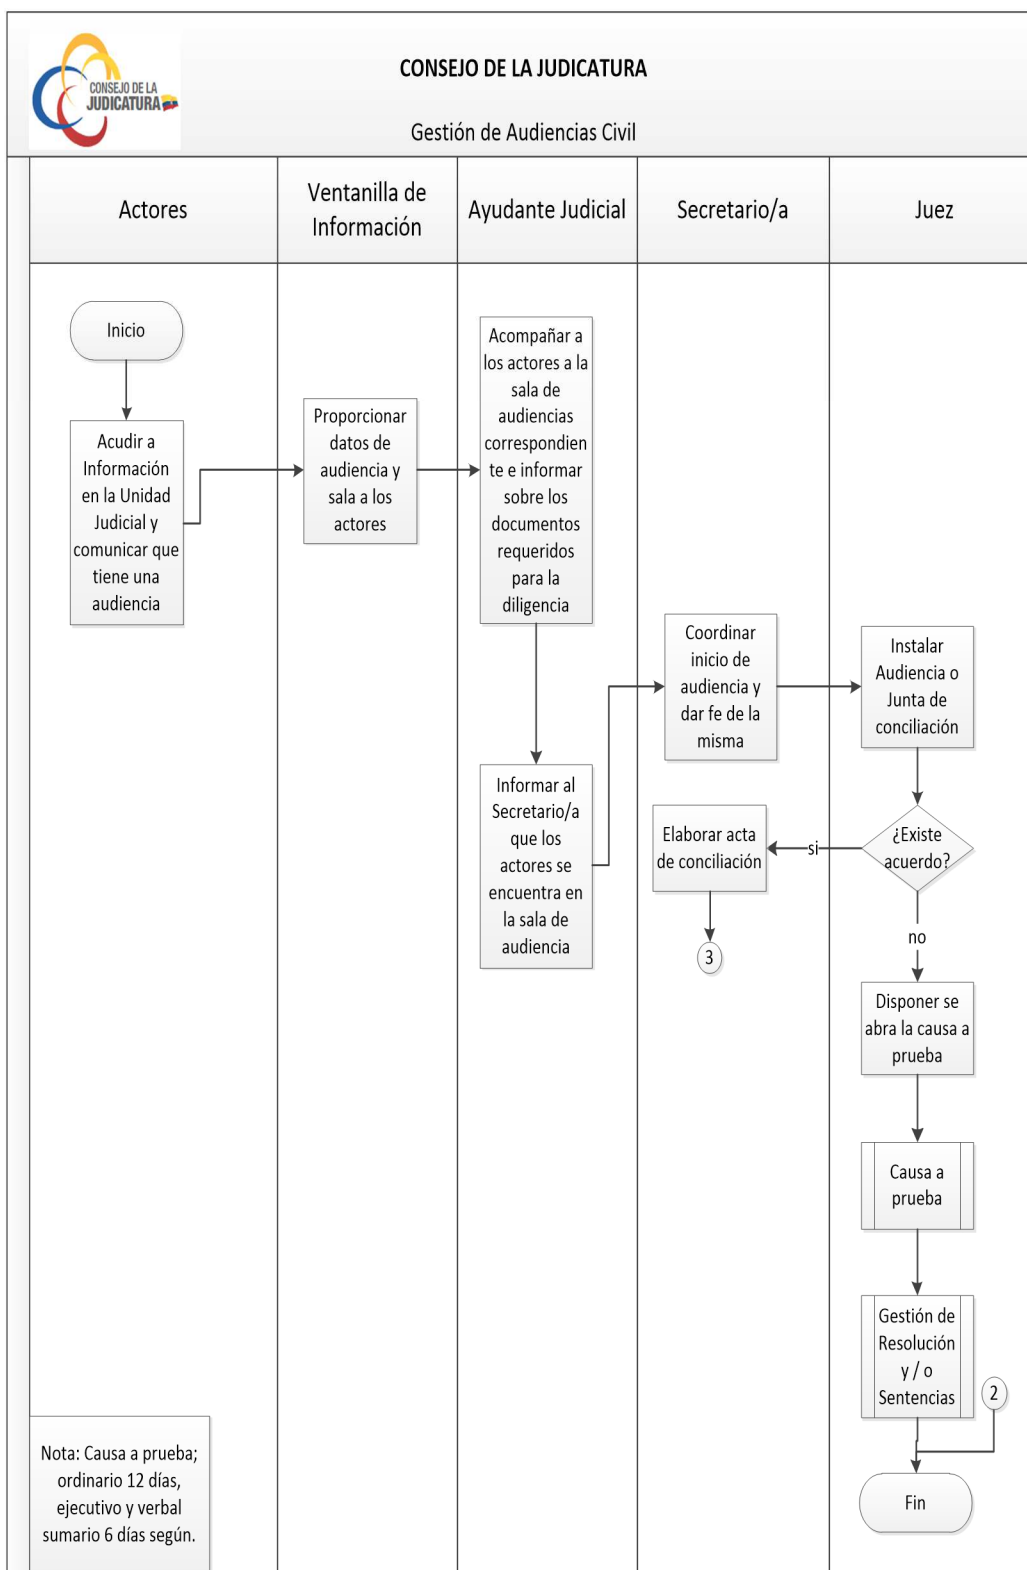 CONSEJO DE LA
JUDICATURA
CONSEJO DE LA JUDICATURA
Gestión de Audiencias Civil
Actores
Ventanilla de
Información
Ayudante Judicial
Secretario/a
Juez
Inicio
Acudir a
Información
en la Unidad
Judicial y
comunicar que
tiene una
audiencia
Proporcionar
datos de
audiencia y
sala a los
actores
Acompañar a
los actores a la
sala de
audiencias
correspondien
te e informar
sobre los
documentos
requeridos
para la
diligencia
Informar al
Secretario/a
que los
actores se
encuentra en
la sala de
audiencia
Coordinar
inicio de
audiencia y
dar fe de la
misma
Instalar
Audiencia o
Junta de
conciliación
¿Existe
acuerdo?
si
Elaborar acta
de conciliación
3
no
Disponer se
abra la causa a
prueba
Causa a
prueba
Gestión de
Resolución
y / o
Sentencias
2
Fin
Nota: Causa a prueba;
ordinario 12 días,
ejecutivo y verbal
sumario 6 días según.